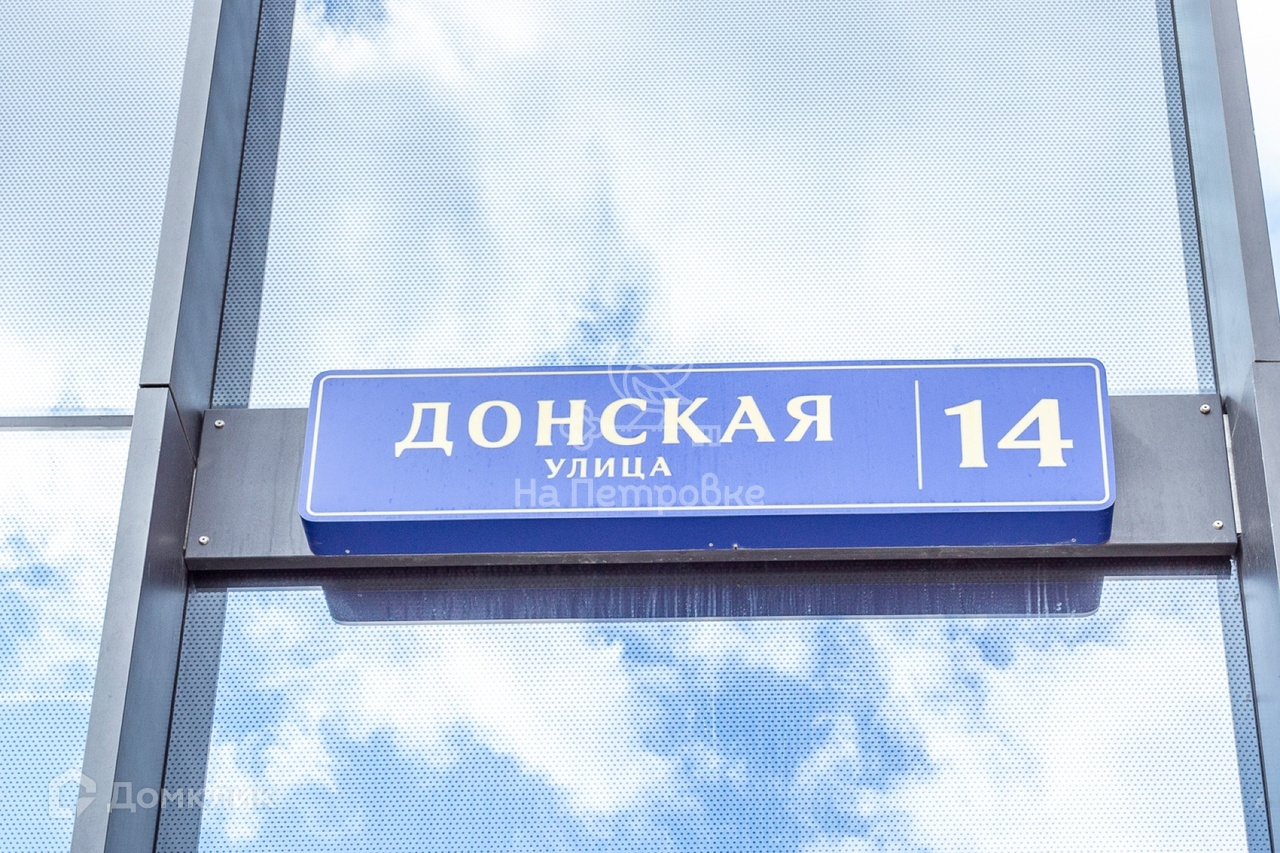 ДОНСКАЯ 14
УЛИЦА
На Петровке
Домклик